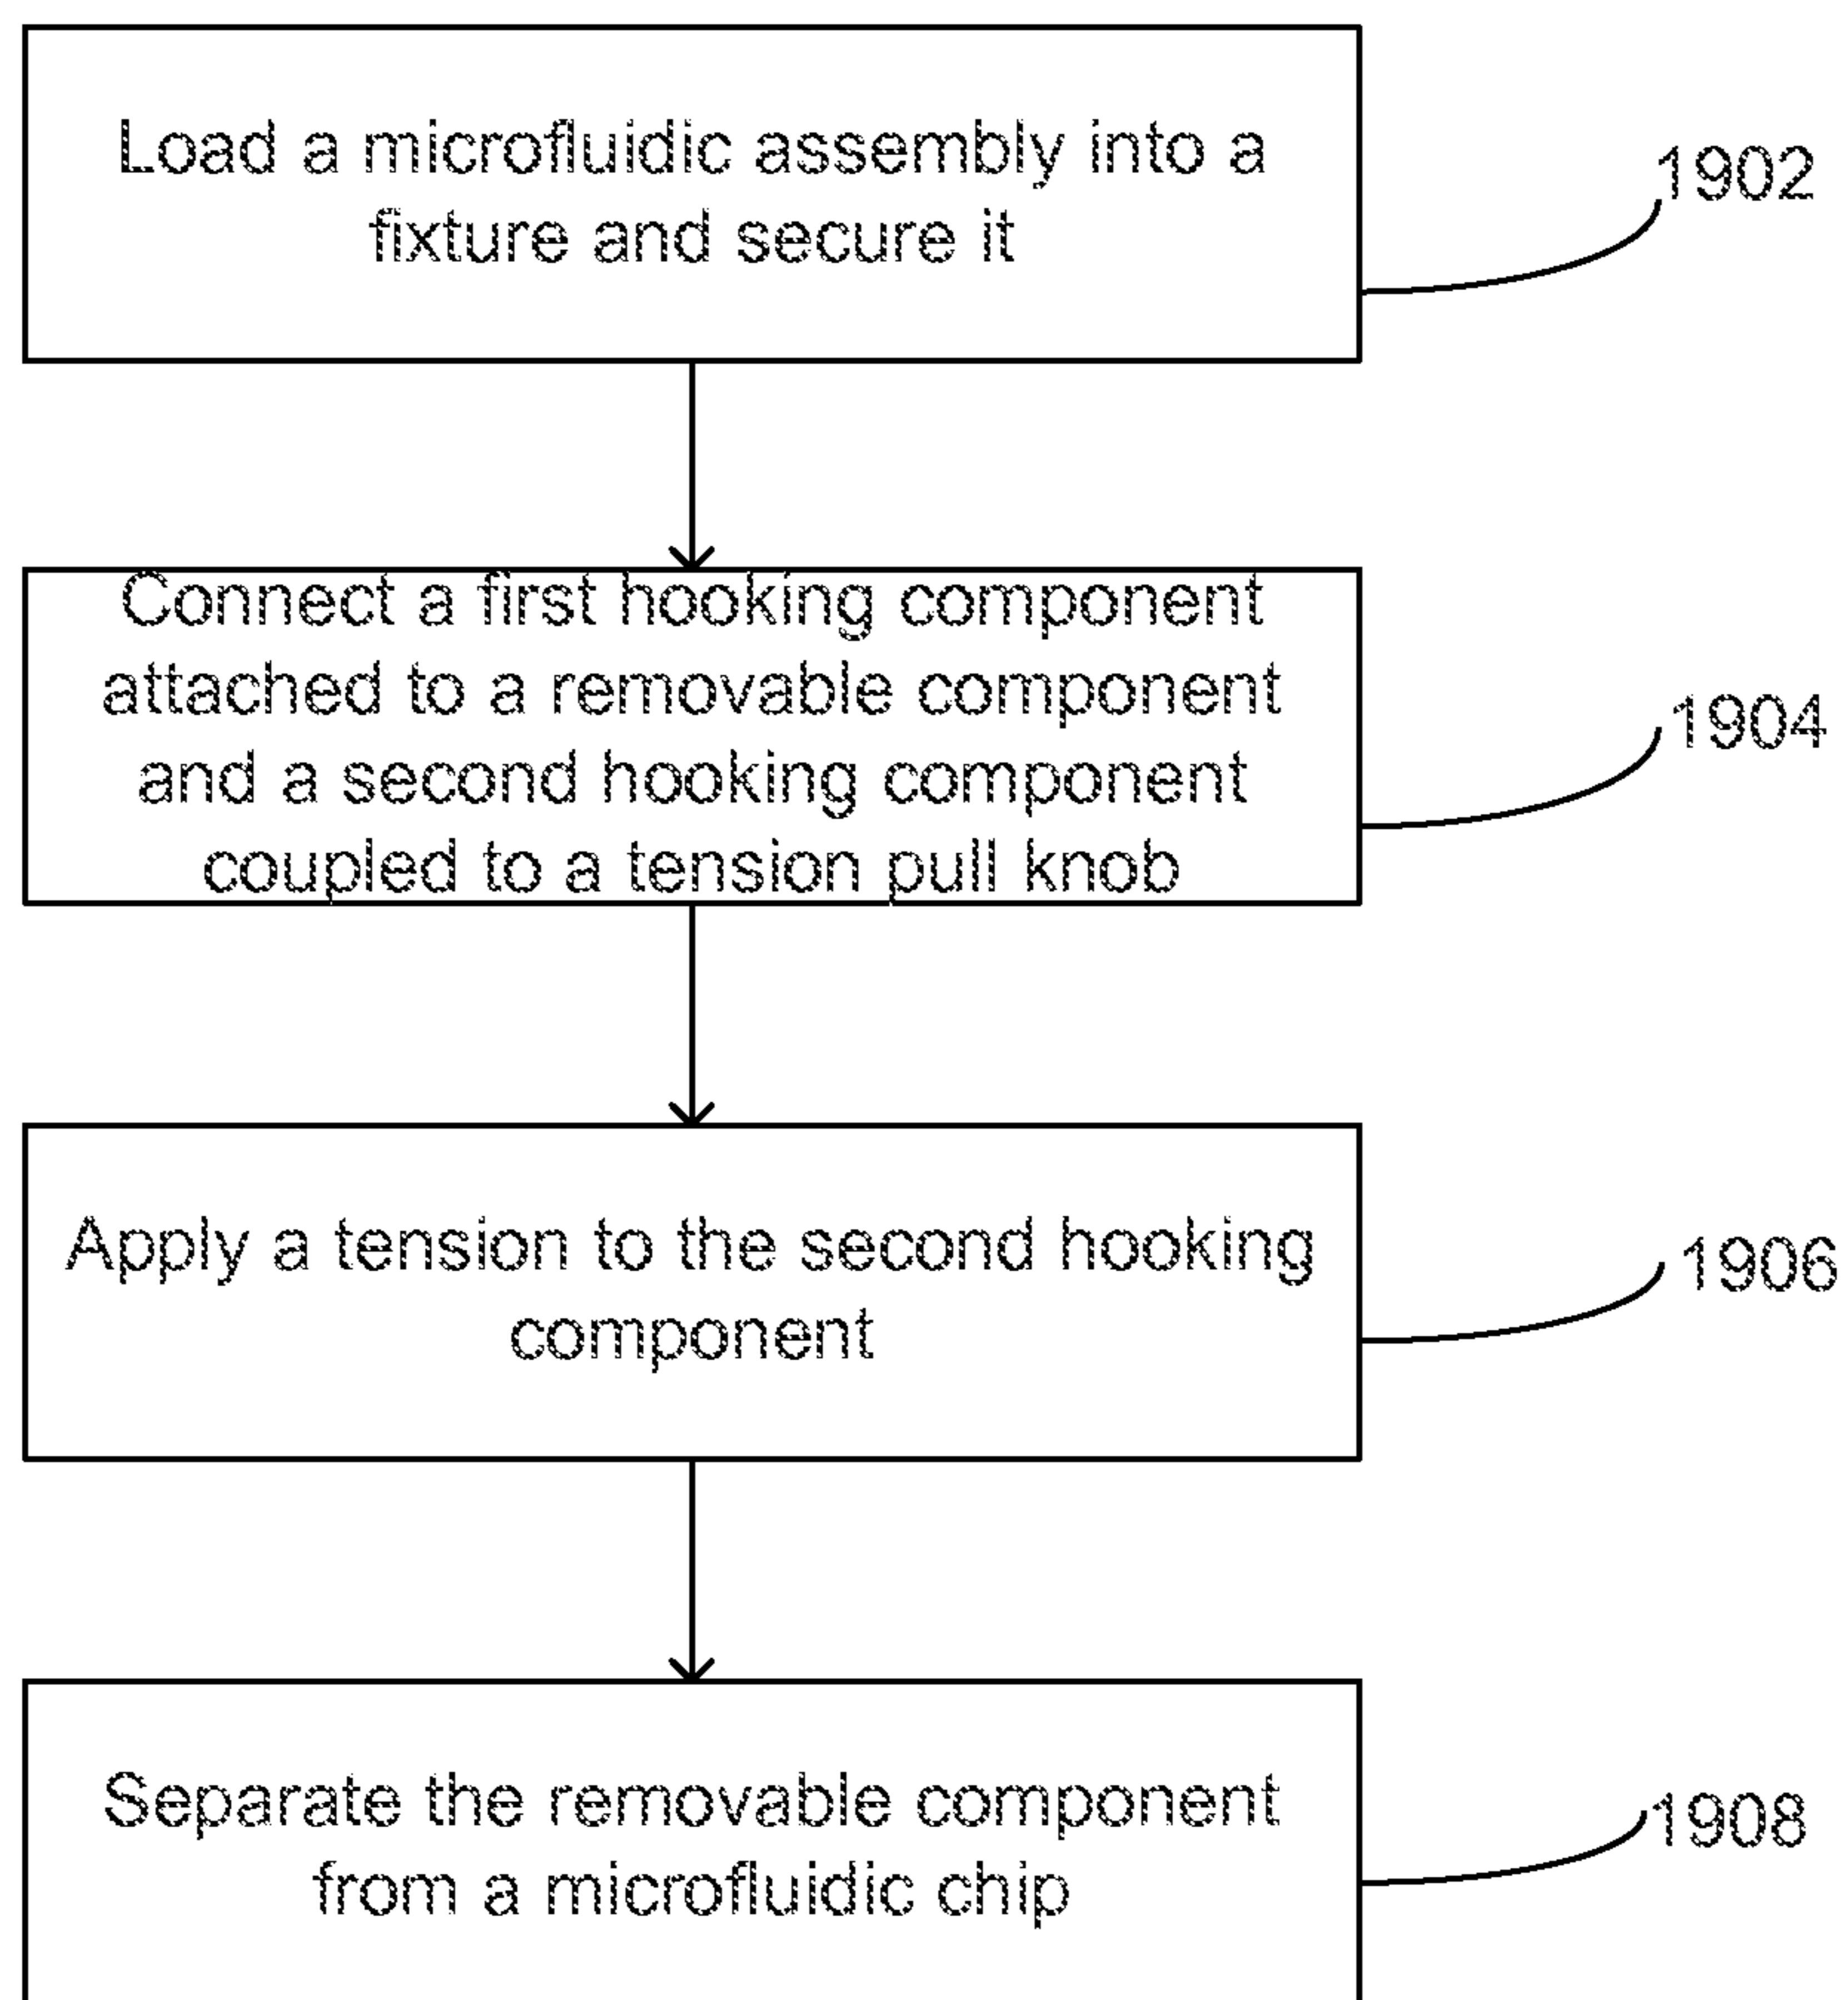 Load a microfluidic assembly into a
fixture and secure it
1902
Connect a first hooking component
attached to a removable component
and a second hooking component
coupled to a tension pull knob
1904
Apply a tension to the second hooking
component
1906
Separate the removable component
from a microfluidic chip
1908